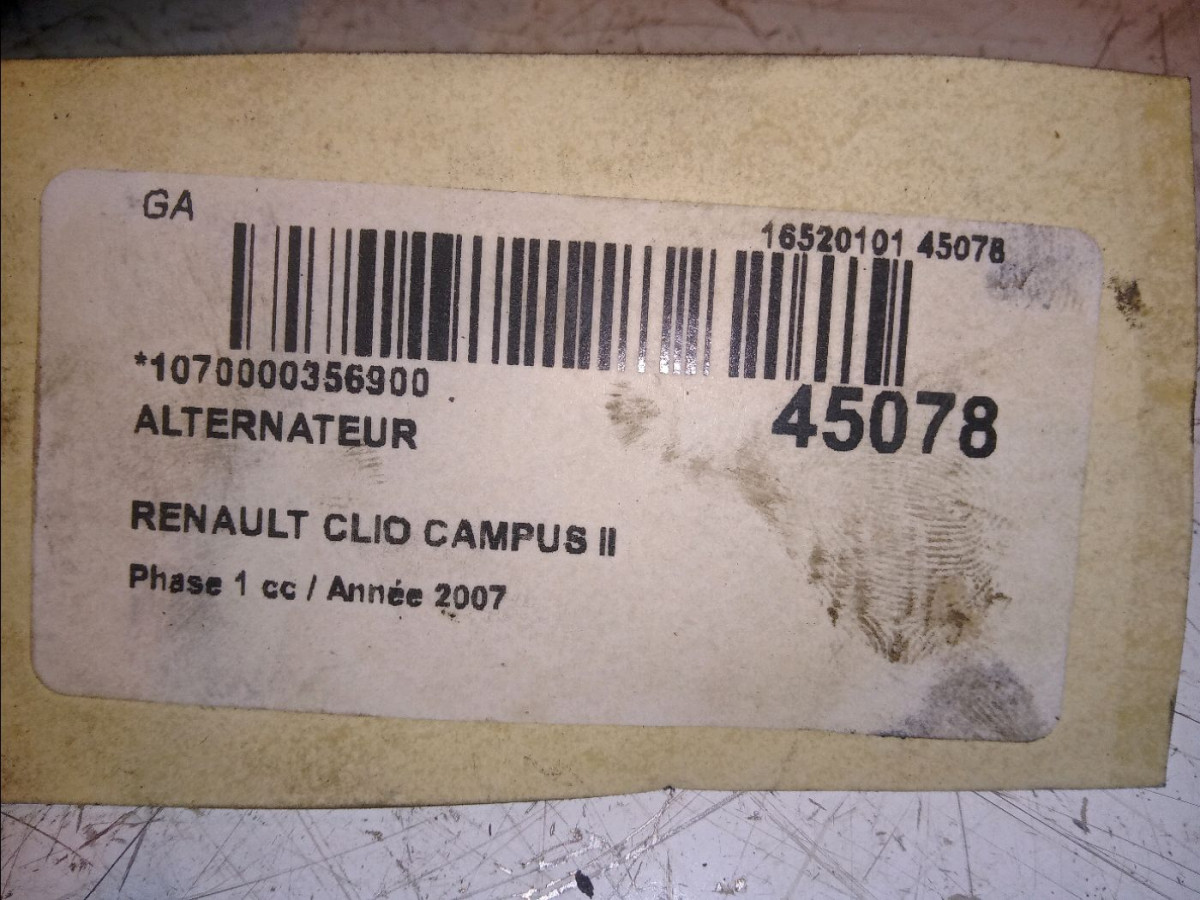 GA
16520101 45078
*1070000356900
45078
ALTERNATEUR
RENAULT CLIO CAMPUS II
Phase 1 cc / Année 2007